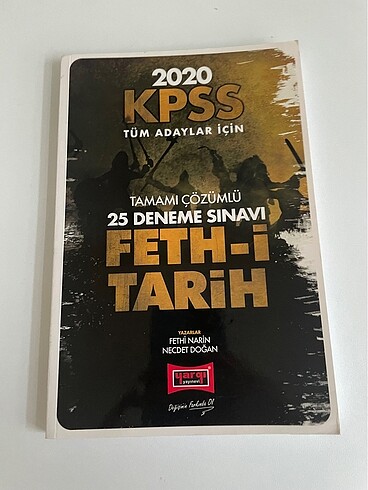 2020
KPSS
TÜM ADAYLAR İÇİN
TAMAMI ÇÖZÜMLÜ
25 DENEME SINAVI
FETH-İ
TARİH
YAZARLAR
FETHİ NARİN
NECDET DOĞAN
yargı
yayınevi
Değişimin Farkında Ol